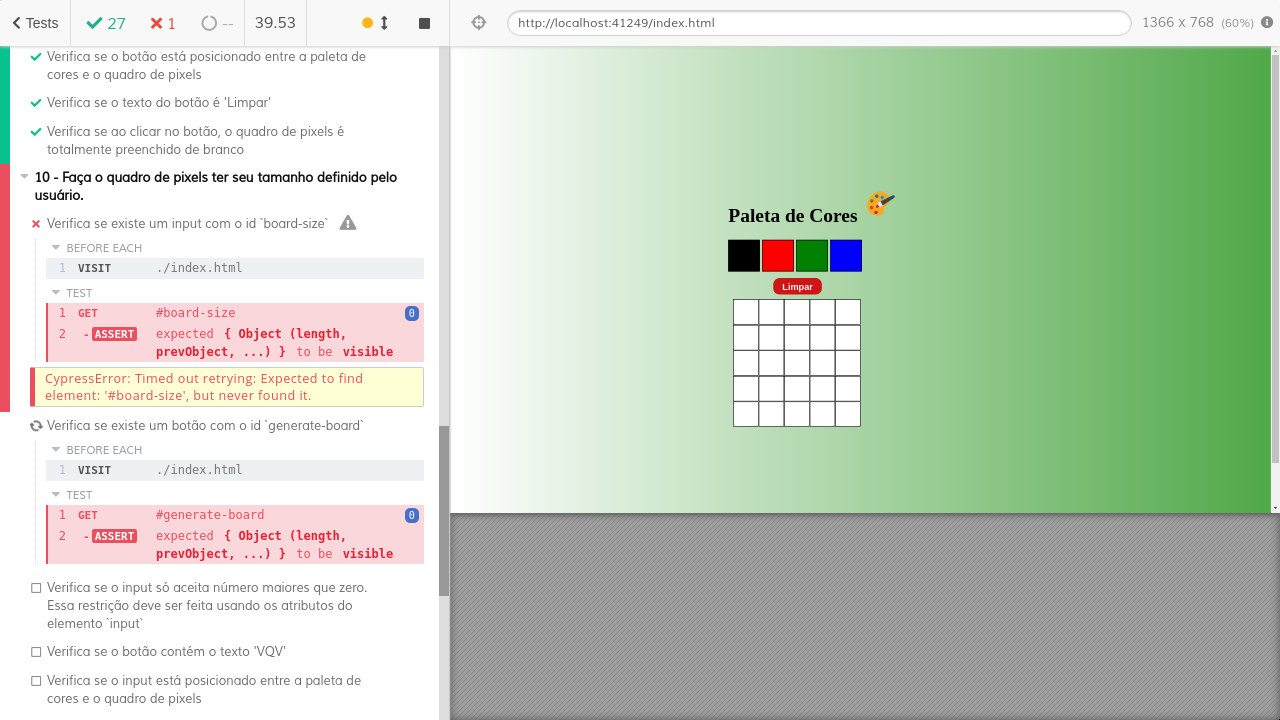 Tests 27 1 -- 39.53 http://localhost:41249/index.html 1366 x 768 (60%)
Verifica se o botão está posicionado entre a paleta de
cores e o quadro de pixels
Verifica se o texto do botão é 'Limpar'
Verifica se ao clicar no botão, o quadro de pixels é
totalmente preenchido de branco
10 - Faça o quadro de pixels ter seu tamanho definido pelo
usuário.
Verifica se existe um input com o id `board-size`
BEFORE EACH
1 VISIT ./index.html
TEST
1 GET #board-size 0
2 -ASSERT expected { Object (length,
prevObject, ...) } to be visible
CypressError: Timed out retrying: Expected to find
element: '#board-size', but never found it.
Verifica se existe um botão com o id `generate-board`
BEFORE EACH
1 VISIT ./index.html
TEST
1 GET #generate-board 0
2 -ASSERT expected { Object (length,
prevObject, ...) } to be visible
Verifica se o input só aceita número maiores que zero.
Essa restrição deve ser feita usando os atributos do
elemento `input`
Verifica se o botão contém o texto 'VQV'
Verifica se o input está posicionado entre a paleta de
cores e o quadro de pixels
Paleta de Cores
Limpar